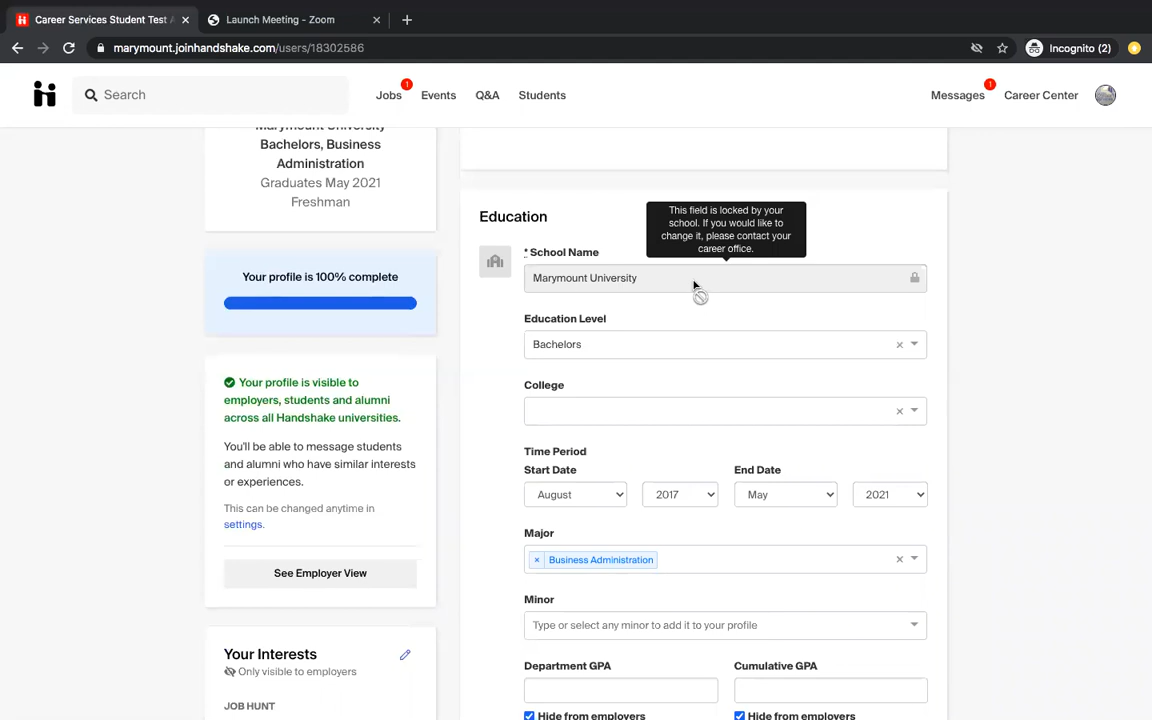 Career Services Student Test A
Launch Meeting - Zoom
marymount.joinhandshake.com/users/18302586
Incognito (2)
Search
Jobs
1
Events
Q&A
Students
Messages
1
Career Center
Marymount University
Bachelors, Business
Administration
Graduates May 2021
Freshman
Your profile is 100% complete
Your profile is visible to
employers, students and alumni
across all Handshake universities.
You'll be able to message students
and alumni who have similar interests
or experiences.
This can be changed anytime in
settings.
See Employer View
Your Interests
Only visible to employers
JOB HUNT
Education
This field is locked by your
school. If you would like to
change it, please contact your
career office.
* School Name
Marymount University
Education Level
Bachelors
College
Time Period
Start Date
End Date
August
2017
May
2021
Major
× Business Administration
Minor
Type or select any minor to add it to your profile
Department GPA
Cumulative GPA
Hide from employers
Hide from employers